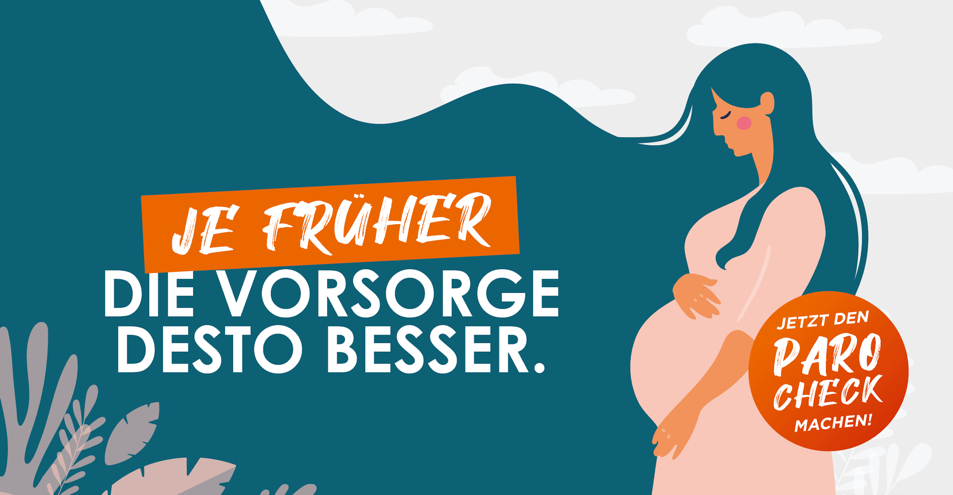 JE FRÜHER
DIE VORSORGE
DESTO BESSER.
JETZT DEN
PARO
CHECK
MACHEN!